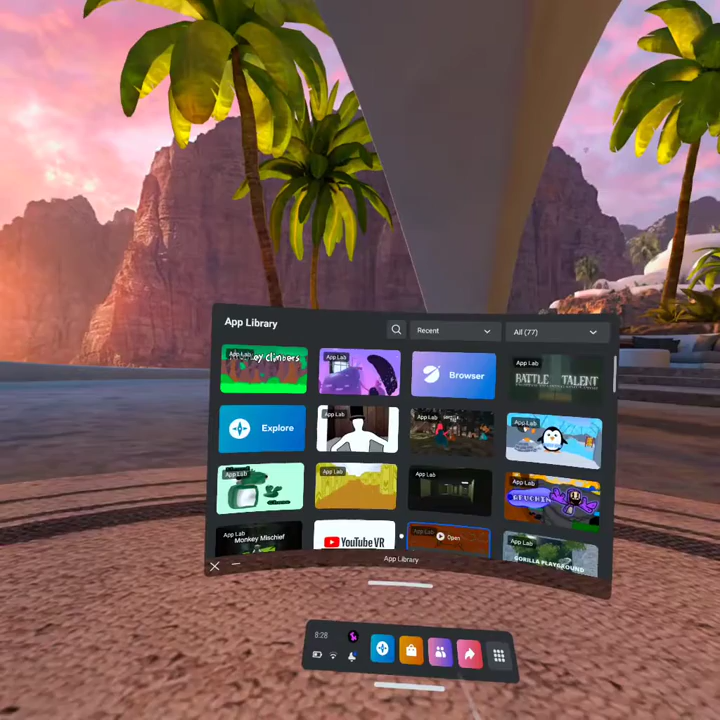 App Library
Recent
All (77)
App Lab
climbers
App Lab
Browser
App Lab
BATTLE TALENT
Explore
App Lab
App Lab
App Lab
App Lab
App Lab
App Lab
App Lab
App Lab
Monkey Mischief
YouTube VR
App Lab
Open
App Lab
GORILLA PLAYGROUND
App Library
8:28